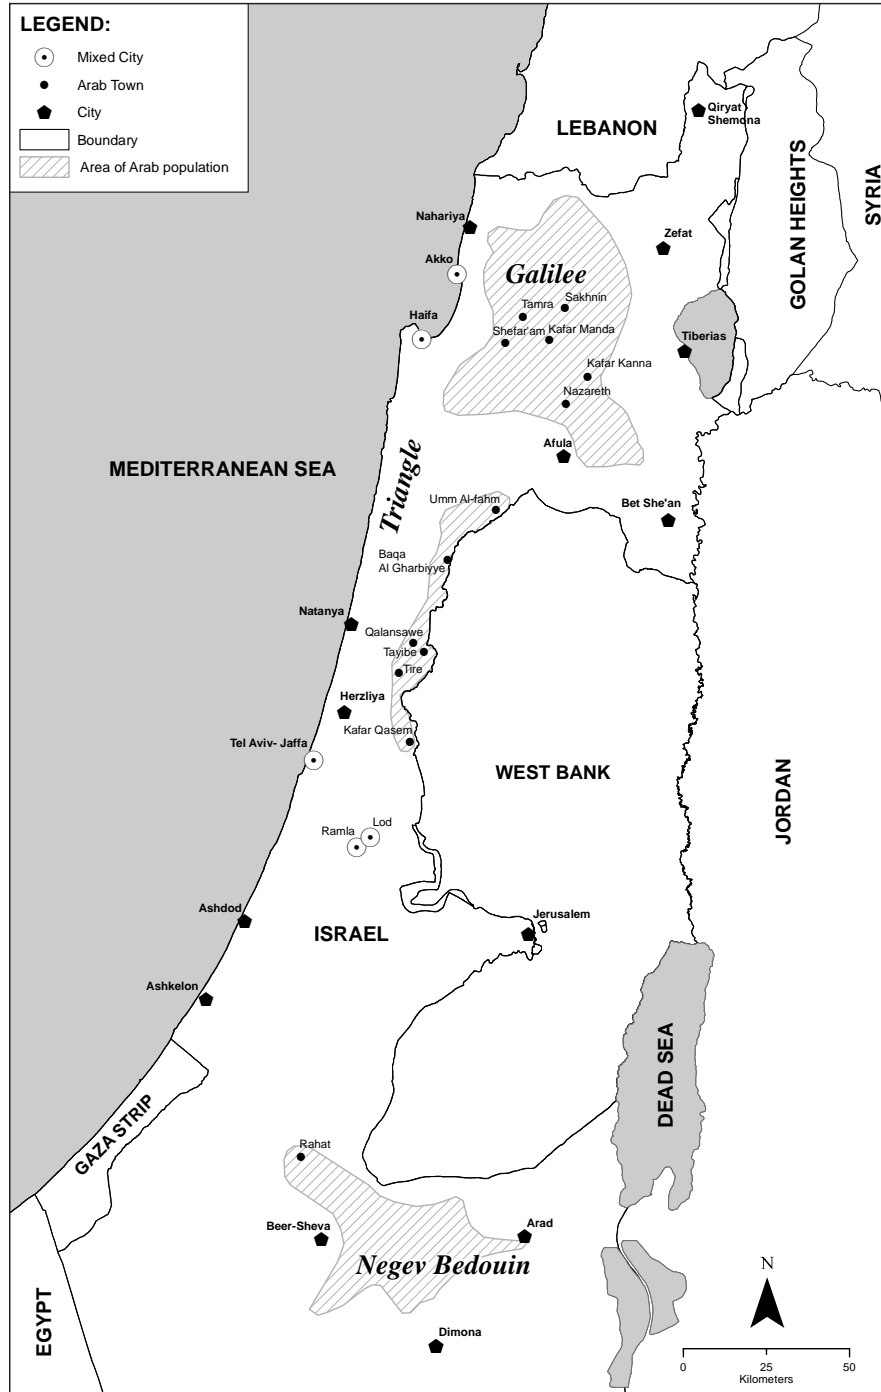 LEGEND:
Mixed City
Arab Town
City
Boundary
Area of Arab population
LEBANON
Qiryat
Shemona
GOLAN HEIGHTS
SYRIA
Nahariya
Zefat
Akko
Galilee
Sakhnin
Tamra
Haifa
Shefar'am
Kafar Manda
Tiberias
Kafar Kanna
Nazareth
Afula
MEDITERRANEAN SEA
Triangle
Umm Al-fahm
Bet She'an
Baqa
Al Gharbiyye
Natanya
Qalansawe
Tayibe
Tire
Herzliya
Kafar Qasem
Tel Aviv- Jaffa
WEST BANK
JORDAN
Lod
Ramla
Ashdod
ISRAEL
Jerusalem
Ashkelon
DEAD SEA
GAZA STRIP
Rahat
Beer-Sheva
Arad
Negev Bedouin
N
EGYPT
Dimona
0 25 50
Kilometers